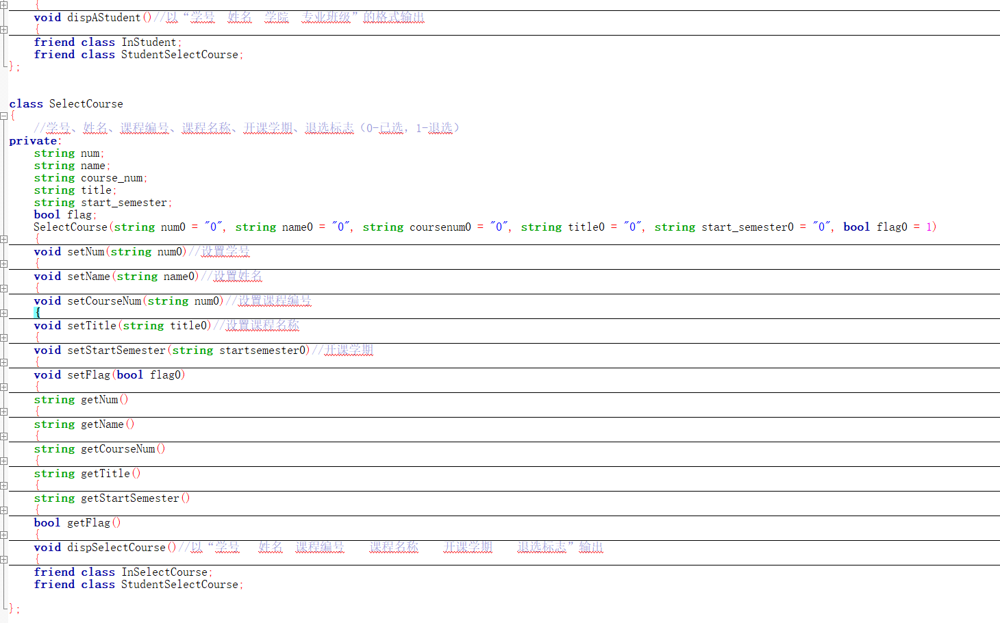 {
void dispAStudent()//以“学号  姓名  学院  专业班级”的格式输出
{
friend class InStudent;
friend class StudentSelectCourse;
};
class SelectCourse
{
//学号、姓名、课程编号、课程名称、开课学期、退选标志（0-已选，1-退选）
private:
string num;
string name;
string course_num;
string title;
string start_semester;
bool flag;
SelectCourse(string num0 = "0", string name0 = "0", string coursenum0 = "0", string title0 = "0", string start_semester0 = "0", bool flag0 = 1)
{
void setNum(string num0)//设置学号
{
void setName(string name0)//设置姓名
{
void setCourseNum(string num0)//设置课程编号
{
void setTitle(string title0)//设置课程名称
{
void setStartSemester(string startsemester0)//开课学期
{
void setFlag(bool flag0)
{
string getNum()
{
string getName()
{
string getCourseNum()
{
string getTitle()
{
string getStartSemester()
{
bool getFlag()
{
void dispSelectCourse()//以“学号   姓名  课程编号    课程名称    开课学期    退选标志”输出
{
friend class InSelectCourse;
friend class StudentSelectCourse;
};